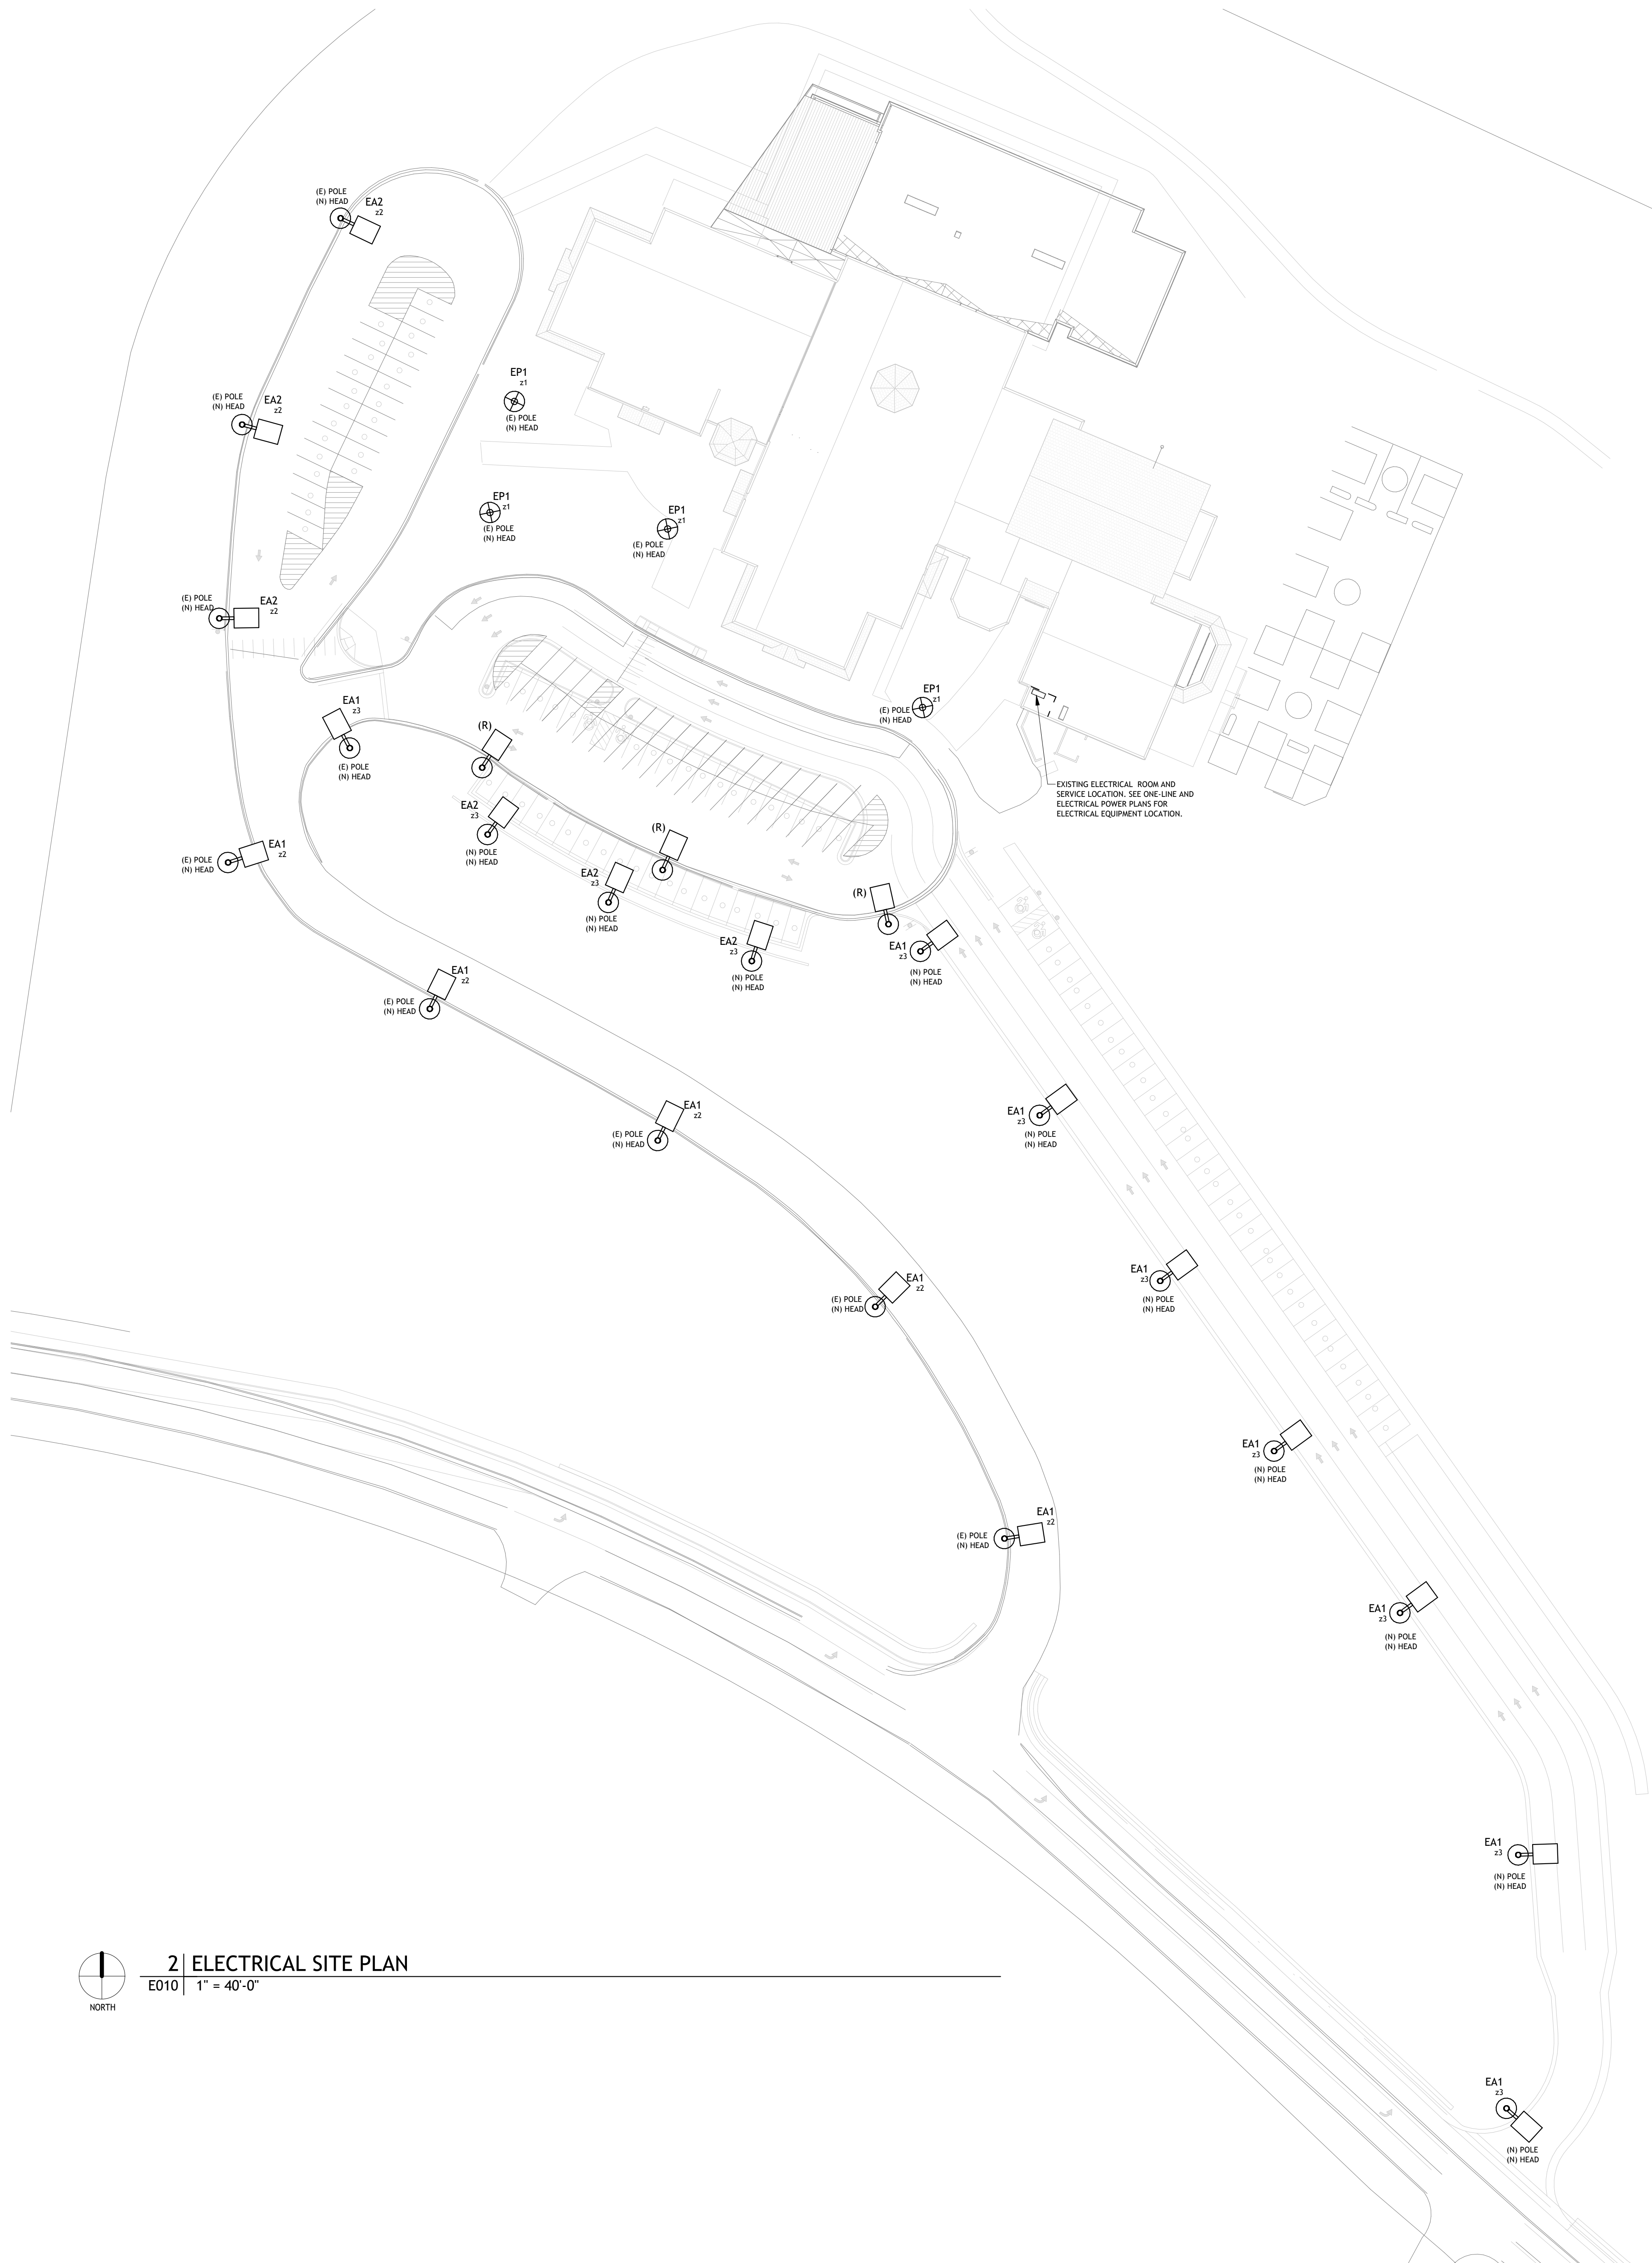 (E) POLE
(N) HEAD
EA2
z2
EP1
z1
(E) POLE
(N) HEAD
(E) POLE
(N) HEAD
EA2
z2
EP1
z1
(E) POLE
(N) HEAD
EP1
z1
(E) POLE
(N) HEAD
(E) POLE
(N) HEAD
EA2
z2
EP1
z1
(E) POLE
(N) HEAD
EA1
z3
(E) POLE
(N) HEAD
(R)
EXISTING ELECTRICAL ROOM AND
SERVICE LOCATION. SEE ONE-LINE AND
ELECTRICAL POWER PLANS FOR
ELECTRICAL EQUIPMENT LOCATION.
EA2
z3
(N) POLE
(N) HEAD
(R)
EA1
z2
(E) POLE
(N) HEAD
EA2
z3
(N) POLE
(N) HEAD
(R)
EA2
z3
(N) POLE
(N) HEAD
EA1
z3
(N) POLE
(N) HEAD
EA1
z2
(E) POLE
(N) HEAD
EA1
z2
(E) POLE
(N) HEAD
EA1
z3
(N) POLE
(N) HEAD
EA1
z3
(N) POLE
(N) HEAD
EA1
z2
(E) POLE
(N) HEAD
EA1
z3
(N) POLE
(N) HEAD
EA1
z2
(E) POLE
(N) HEAD
EA1
z3
(N) POLE
(N) HEAD
EA1
z3
(N) POLE
(N) HEAD
2 ELECTRICAL SITE PLAN
E010 1" = 40'-0"
NORTH
EA1
z3
(N) POLE
(N) HEAD